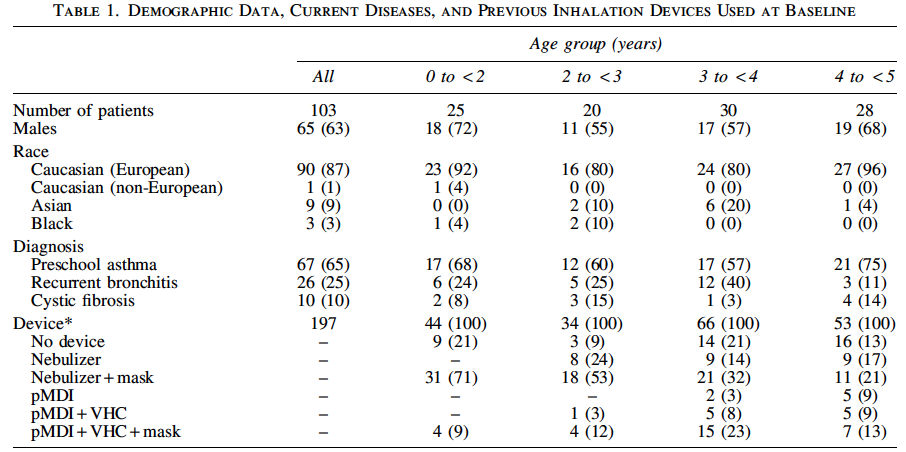 TABLE 1. DEMOGRAPHIC DATA, CURRENT DISEASES, AND PREVIOUS INHALATION DEVICES USED AT BASELINE
Age group (years)
All 0 to <2 2 to <3 3 to <4 4 to <5
Number of patients 103 25 20 30 28
Males 65 (63) 18 (72) 11 (55) 17 (57) 19 (68)
Race
Caucasian (European) 90 (87) 23 (92) 16 (80) 24 (80) 27 (96)
Caucasian (non-European) 1 (1) 1 (4) 0 (0) 0 (0) 0 (0)
Asian 9 (9) 0 (0) 2 (10) 6 (20) 1 (4)
Black 3 (3) 1 (4) 2 (10) 0 (0) 0 (0)
Diagnosis
Preschool asthma 67 (65) 17 (68) 12 (60) 17 (57) 21 (75)
Recurrent bronchitis 26 (25) 6 (24) 5 (25) 12 (40) 3 (11)
Cystic fibrosis 10 (10) 2 (8) 3 (15) 1 (3) 4 (14)
Device* 197 44 (100) 34 (100) 66 (100) 53 (100)
No device – 9 (21) 3 (9) 14 (21) 16 (13)
Nebulizer – – 8 (24) 9 (14) 9 (17)
Nebulizer+mask – 31 (71) 18 (53) 21 (32) 11 (21)
pMDI – – – 2 (3) 5 (9)
pMDI+VHC – – 1 (3) 5 (8) 5 (9)
pMDI+VHC+mask – 4 (9) 4 (12) 15 (23) 7 (13)